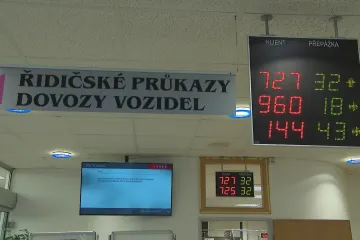 ŘIDIČSKÉ PRŮKAZY
DOVOZY VOZIDEL
KLIENT PŘEPÁŽKA
727 32
960 18
144 43
727 32
725 32